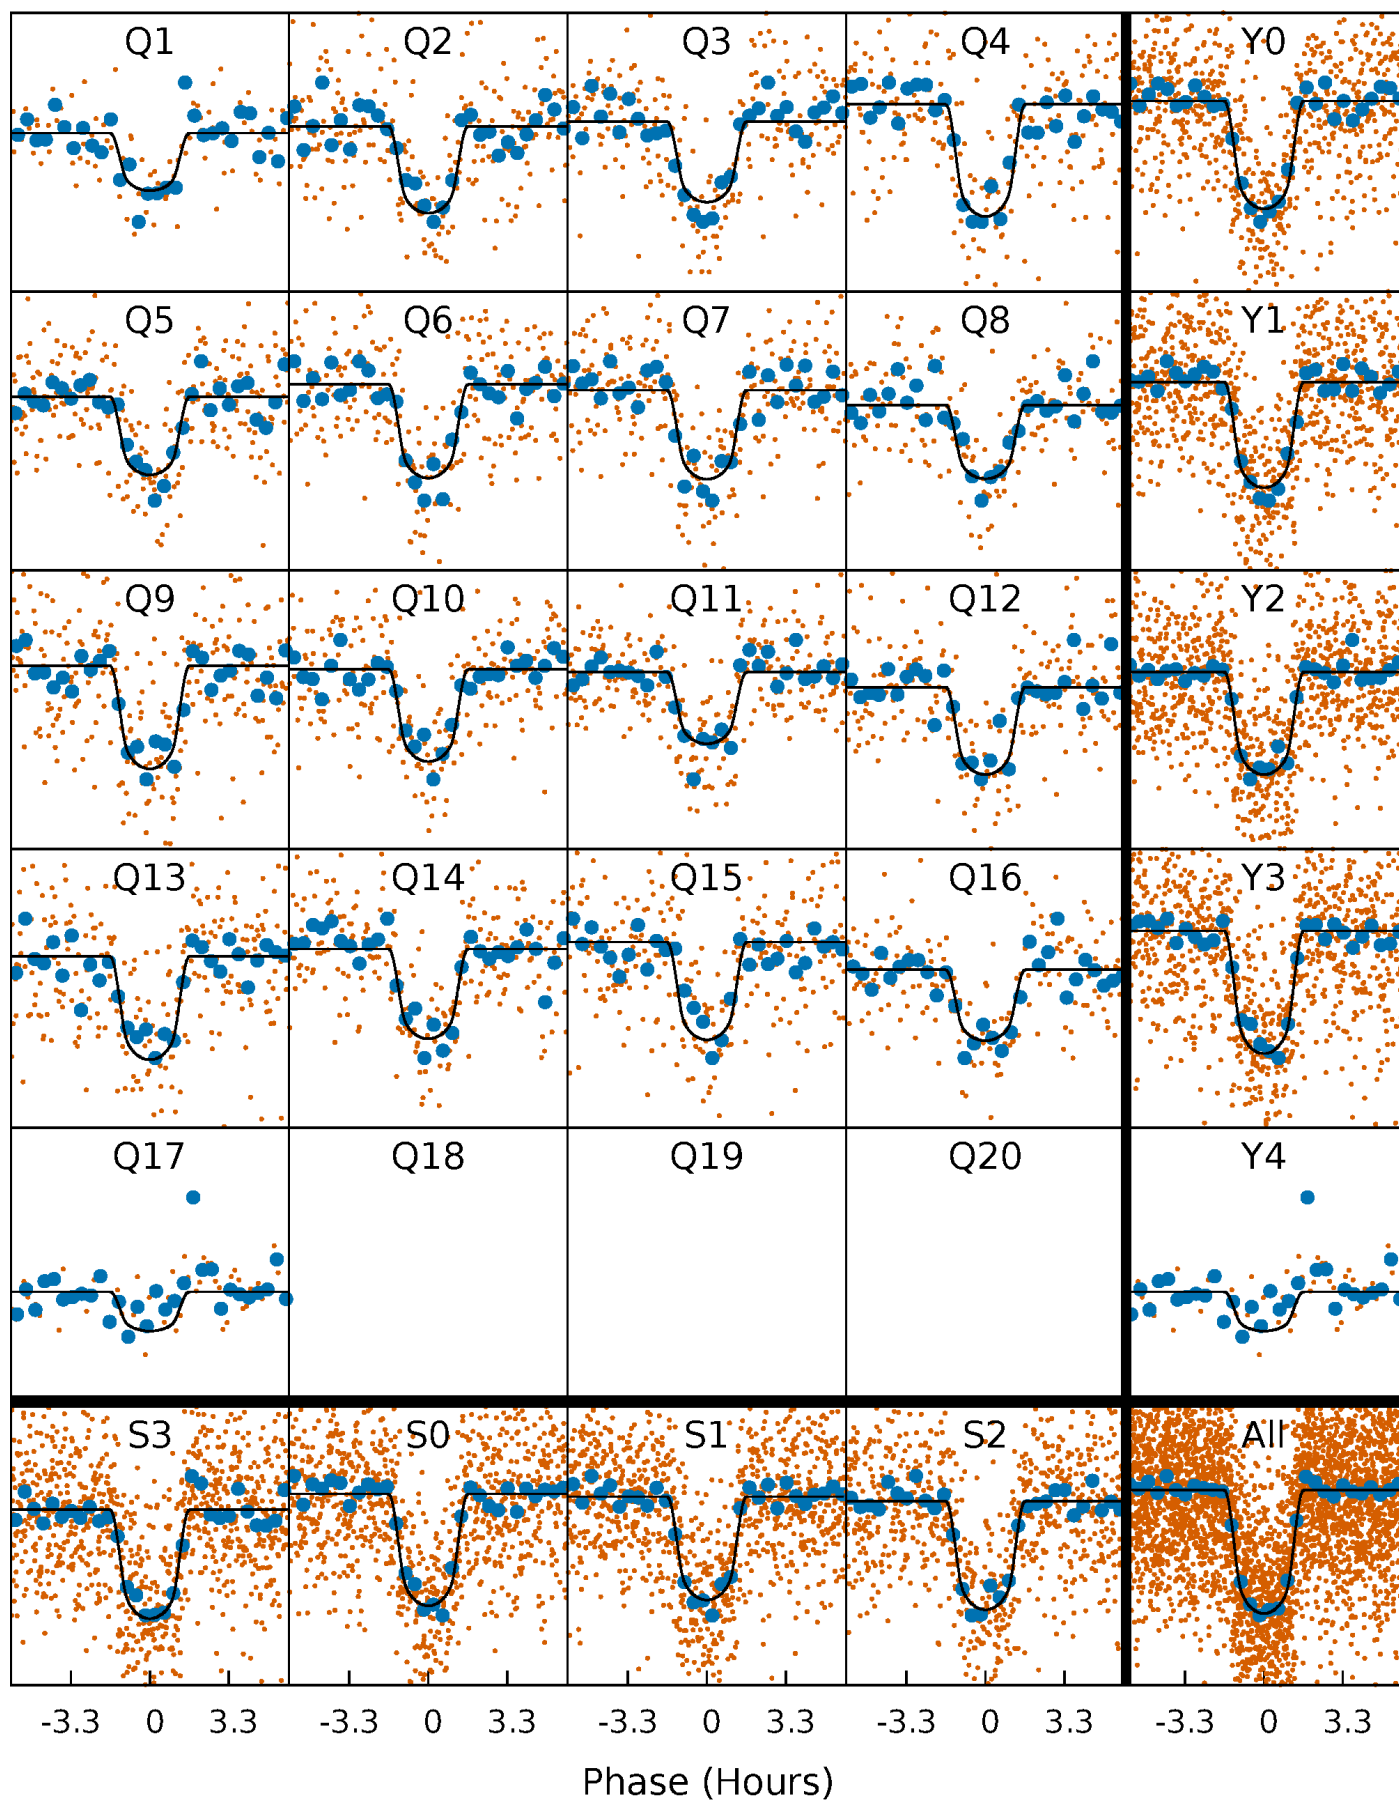 Q1 Q2 Q3 Q4 Y0
Q5 Q6 Q7 Q8 Y1
Q9 Q10 Q11 Q12 Y2
Q13 Q14 Q15 Q16 Y3
Q17 Q18 Q19 Q20 Y4
S3 S0 S1 S2 All
-3.3 0 3.3 -3.3 0 3.3 -3.3 0 3.3 -3.3 0 3.3 -3.3 0 3.3
Phase (Hours)